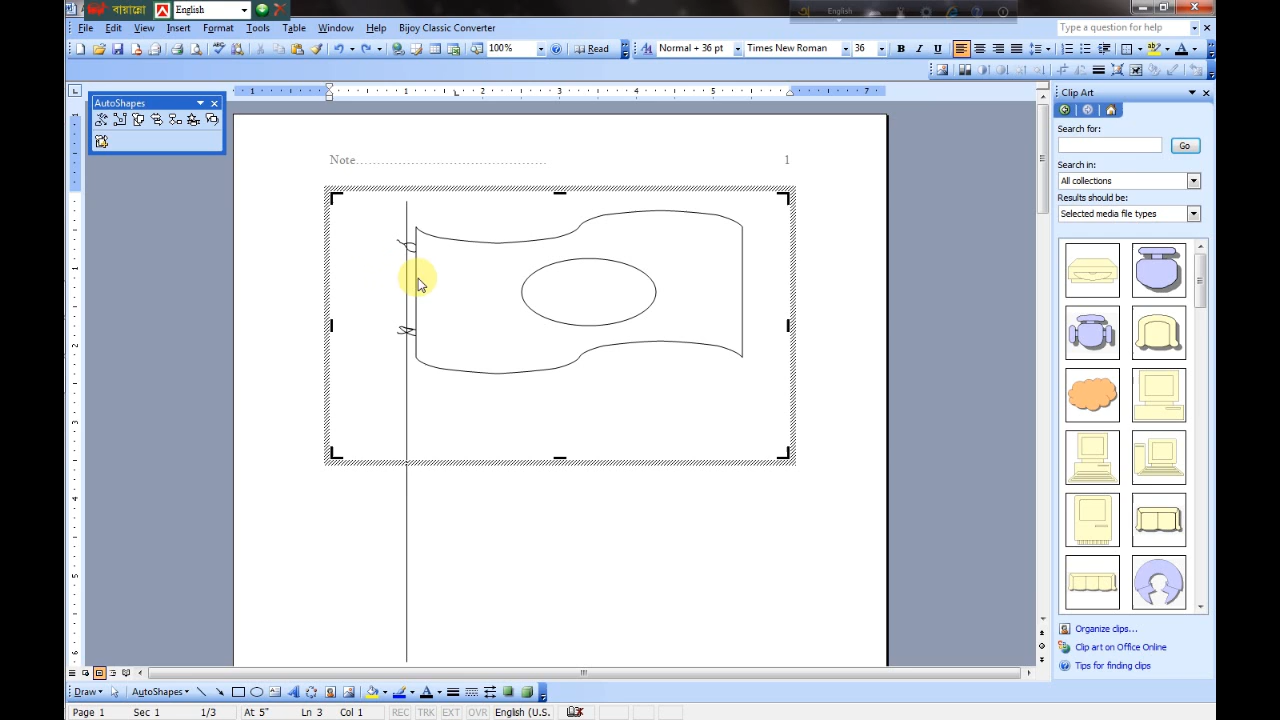 বায়ান্নো English
English
File Edit View Insert Format Tools Table Window Help Bijoy Classic Converter
Type a question for help
100% Read Normal + 36 pt Times New Roman 36 B I U
AutoShapes
Clip Art
Search for:
Go
Search in:
All collections
Results should be:
Selected media file types
Note................................................ 1
Organize clips...
Clip art on Office Online
Tips for finding clips
Draw AutoShapes
Page 1 Sec 1 1/3 At 5" Ln 3 Col 1 REC TRK EXT OVR English (U.S.